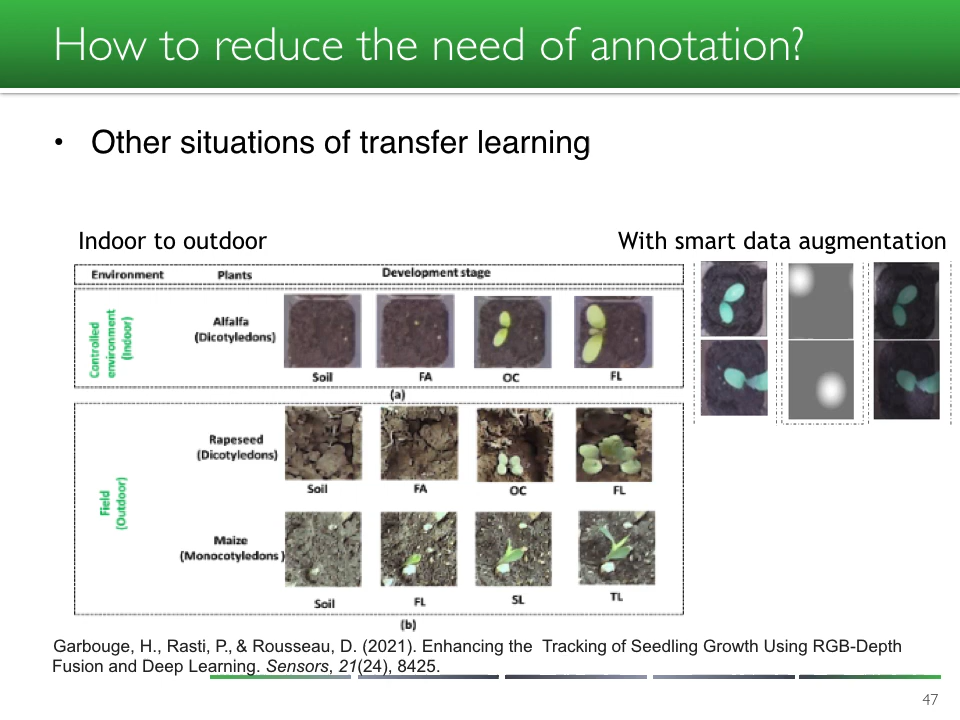 How to reduce the need of annotation?
• Other situations of transfer learning
Indoor to outdoor
With smart data augmentation
Environment Plants Development stage
Controlled
environment
(Indoor)
Alfalfa
(Dicotyledons)
Soil FA OC FL
(a)
Field
(Outdoor)
Rapeseed
(Dicotyledons)
Soil FA OC FL
Maize
(Monocotyledons)
Soil FL SL TL
(b)
Garbouge, H., Rasti, P., & Rousseau, D. (2021). Enhancing the Tracking of Seedling Growth Using RGB-Depth
Fusion and Deep Learning. Sensors, 21(24), 8425.
47